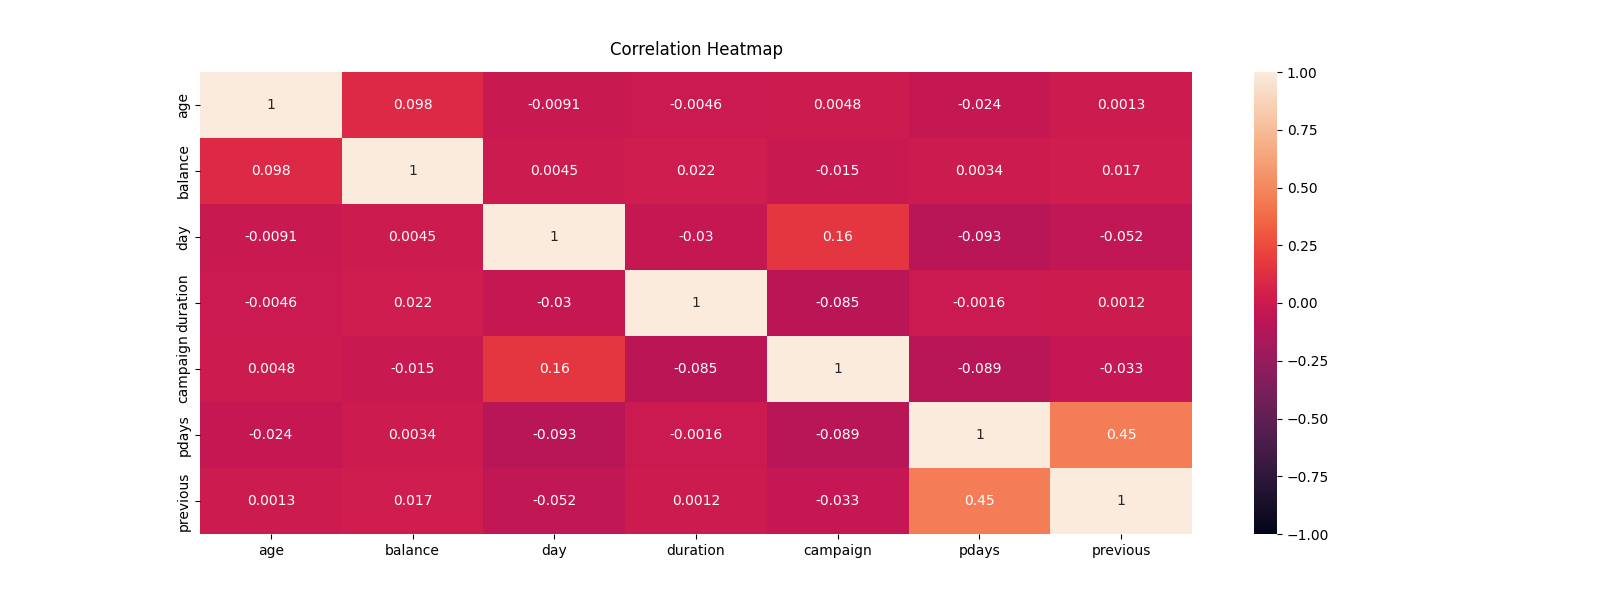 Correlation Heatmap
age 1 0.098 -0.0091 -0.0046 0.0048 -0.024 0.0013
balance 0.098 1 0.0045 0.022 -0.015 0.0034 0.017
day -0.0091 0.0045 1 -0.03 0.16 -0.093 -0.052
duration -0.0046 0.022 -0.03 1 -0.085 -0.0016 0.0012
campaign 0.0048 -0.015 0.16 -0.085 1 -0.089 -0.033
pdays -0.024 0.0034 -0.093 -0.0016 -0.089 1 0.45
previous 0.0013 0.017 -0.052 0.0012 -0.033 0.45 1
age balance day duration campaign pdays previous
1.00
0.75
0.50
0.25
0.00
−0.25
−0.50
−0.75
−1.00